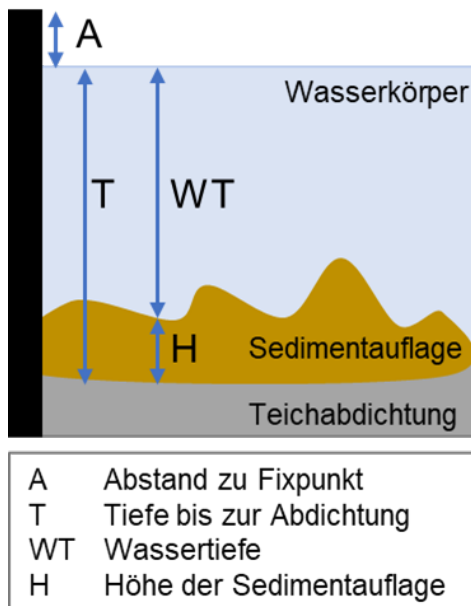 A
Wasserkörper
T
WT
H
Sedimentauflage
Teichabdichtung
A Abstand zu Fixpunkt
T Tiefe bis zur Abdichtung
WT Wassertiefe
H Höhe der Sedimentauflage